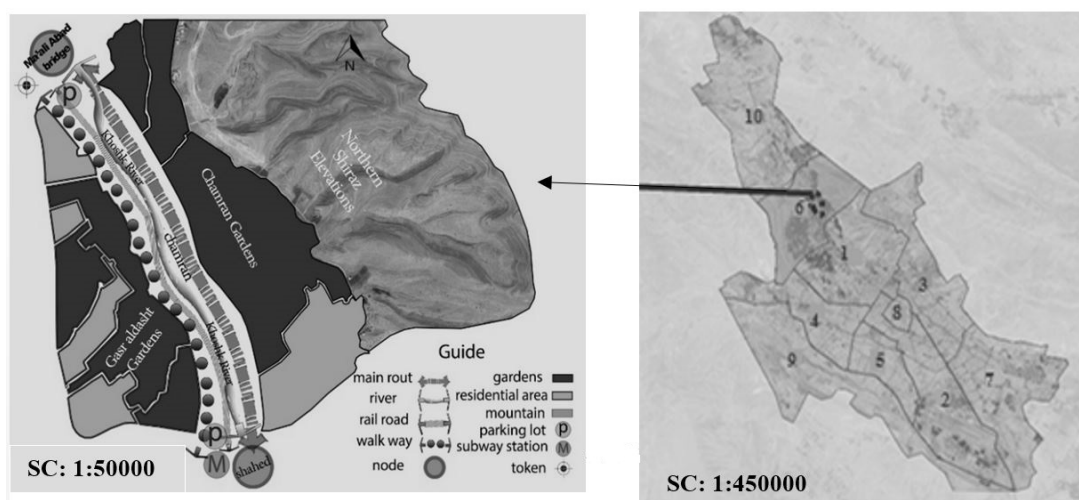 Ma'ali Abad
bridge
P
N
Khoshk River
Northern
Shiraz
Elevations
Chamran Gardens
chamran
Gasr aldasht
Gardens
Khoshk River
P
M
shahed
Guide
main rout
river
rail road
walk way
node
gardens
residential area
mountain
parking lot
P
subway station
M
token
SC: 1:50000
10
6
1
3
8
4
5
9
7
2
SC: 1:450000